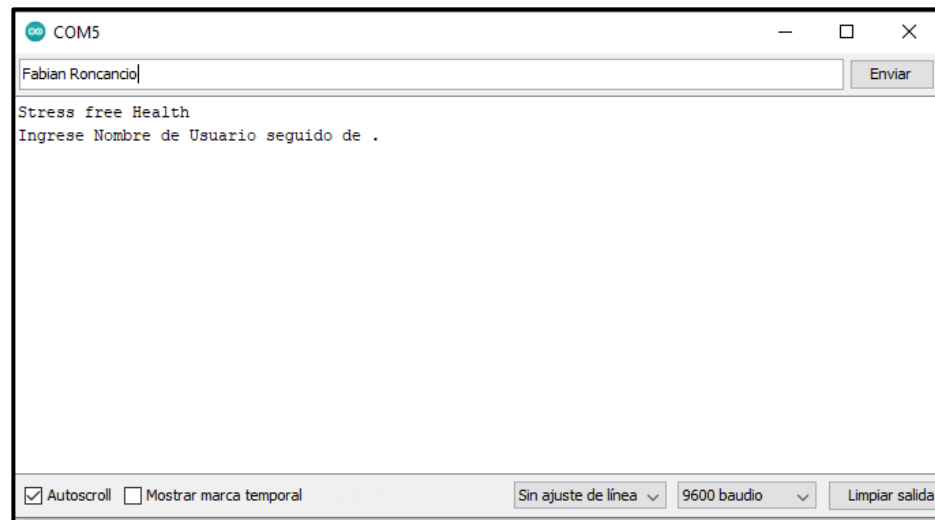 COM5
Fabian Roncancio
Enviar
Stress free Health
Ingrese Nombre de Usuario seguido de .
Autoscroll Mostrar marca temporal Sin ajuste de línea 9600 baudio Limpiar salida